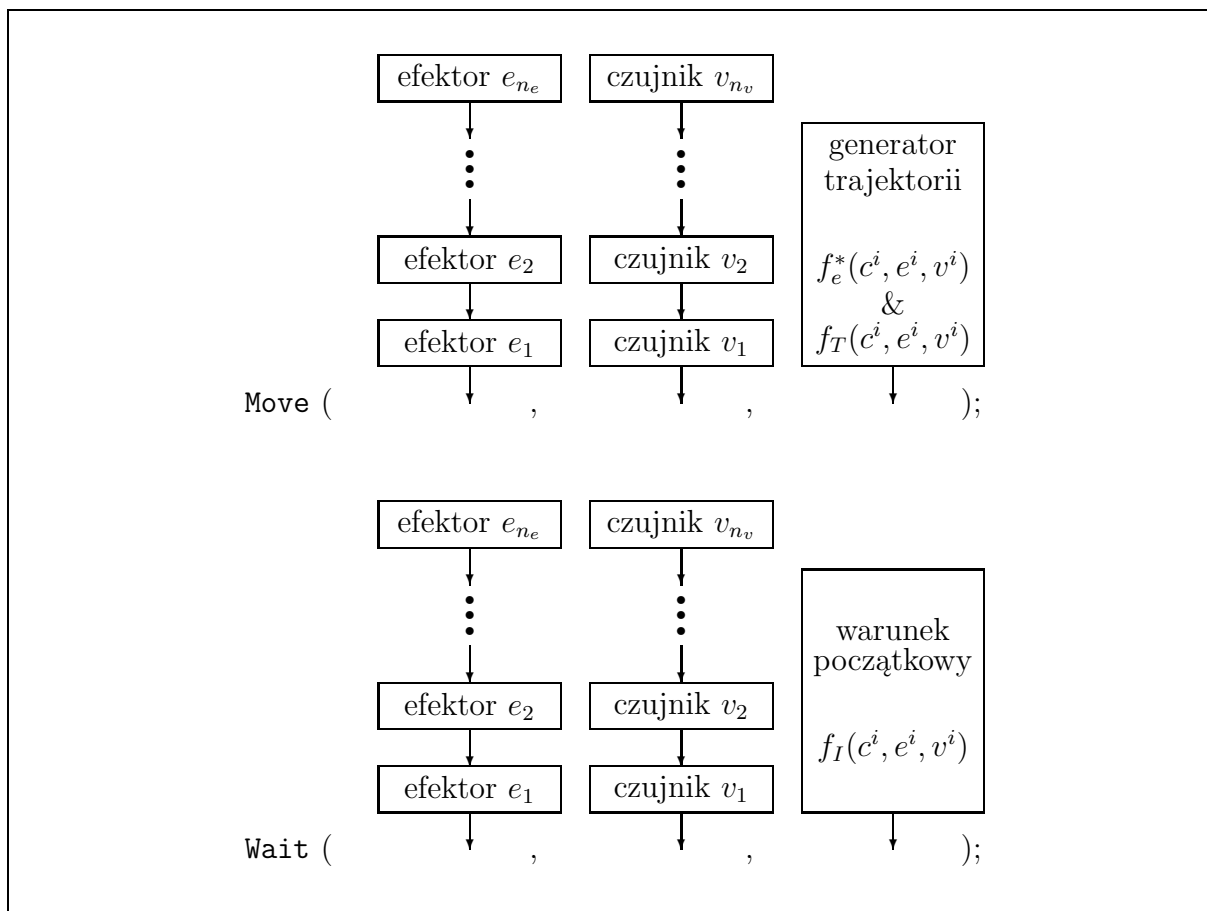 efektor $e_{n_e}$ czujnik $v_{n_v}$
generator
trajektorii
efektor $e_2$ czujnik $v_2$ $f_e^*(c^i, e^i, v^i)$
&
efektor $e_1$ czujnik $v_1$ $f_T(c^i, e^i, v^i)$
Move ( , , );
efektor $e_{n_e}$ czujnik $v_{n_v}$
warunek
początkowy
efektor $e_2$ czujnik $v_2$
$f_I(c^i, e^i, v^i)$
efektor $e_1$ czujnik $v_1$
Wait ( , , );